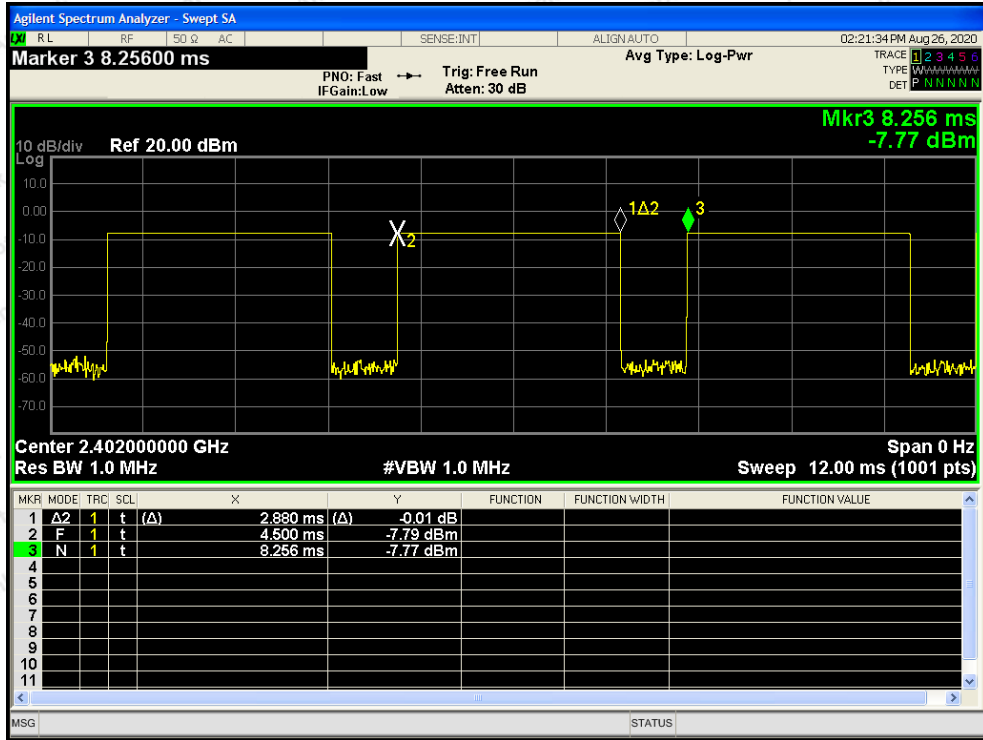 Agilent Spectrum Analyzer - Swept SA
LXI RL RF 50 Ω AC SENSE:INT ALIGN AUTO 02:21:34 PM Aug 26, 2020
Marker 3 8.25600 ms
PNO: Fast
IFGain:Low
Trig: Free Run
Atten: 30 dB
Avg Type: Log-Pwr
TRACE 1 2 3 4 5 6
TYPE WWWWWW
DET P N N N N N
Mkr3 8.256 ms
-7.77 dBm
10 dB/div Ref 20.00 dBm
Log
10.0
0.00
1Δ2 3
-10.0
2
-20.0
-30.0
-40.0
-50.0
-60.0
-70.0
Center 2.402000000 GHz Span 0 Hz
Res BW 1.0 MHz #VBW 1.0 MHz Sweep 12.00 ms (1001 pts)
MKR MODE TRC SCL X Y FUNCTION FUNCTION WIDTH FUNCTION VALUE
1 Δ2 1 t (Δ) 2.880 ms (Δ) -0.01 dB
2 F 1 t 4.500 ms -7.79 dBm
3 N 1 t 8.256 ms -7.77 dBm
4
5
6
7
8
9
10
11
MSG STATUS